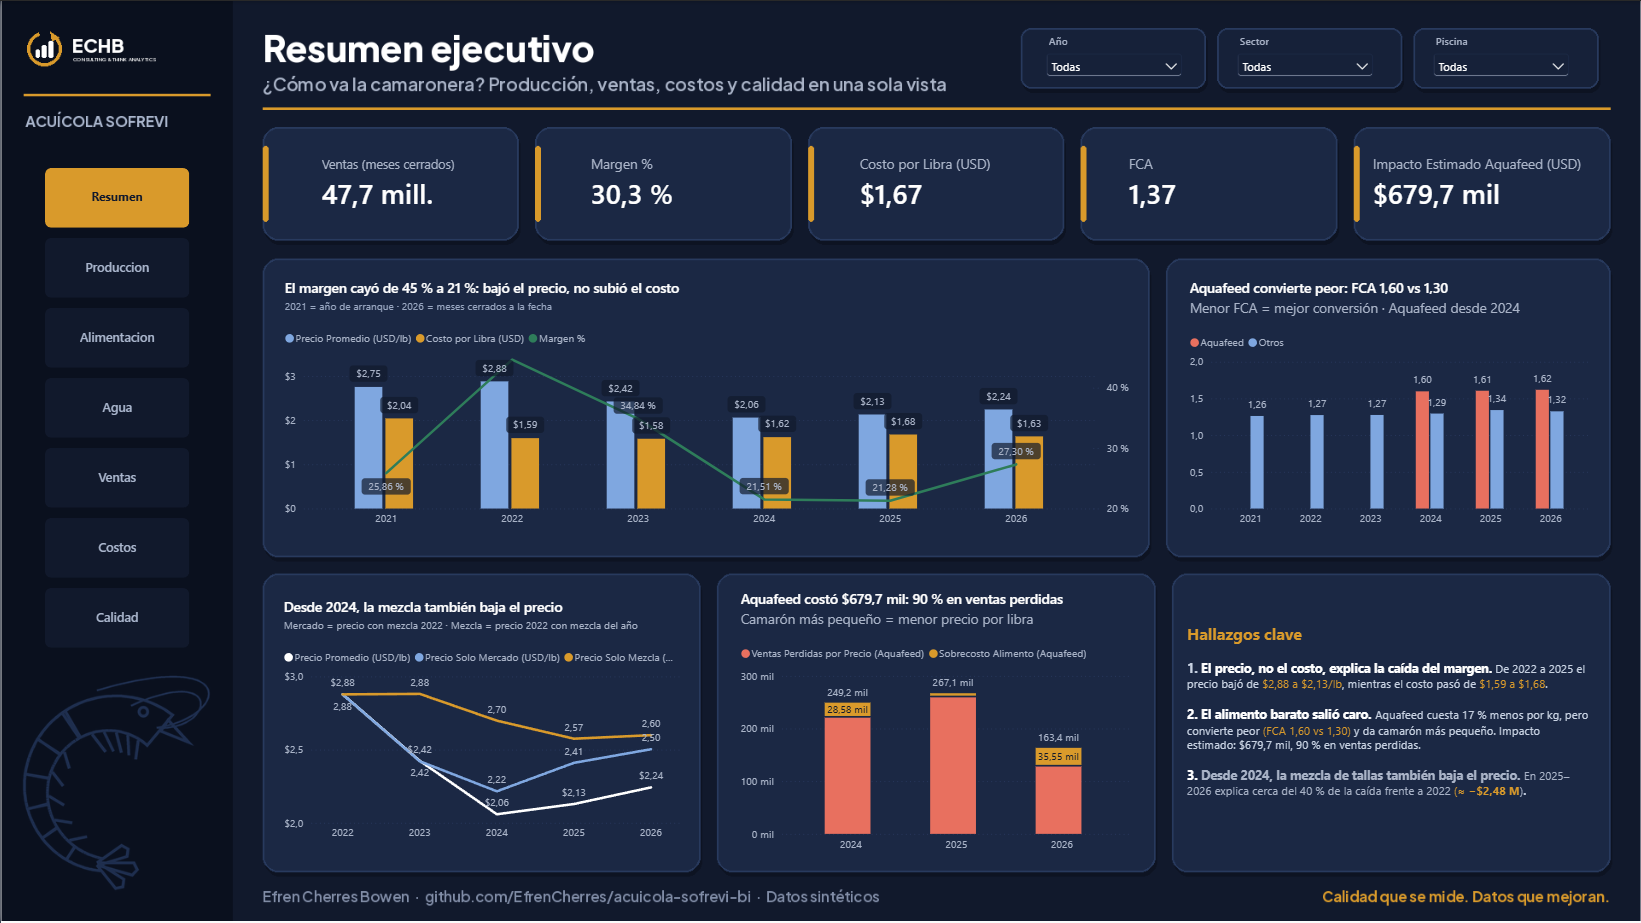 ECHB
CONSULTING & THINK ANALYTICS
ACUÍCOLA SOFREVI
Resumen
Produccion
Alimentacion
Agua
Ventas
Costos
Calidad
Resumen ejecutivo
¿Cómo va la camaronera? Producción, ventas, costos y calidad en una sola vista
Año
Todas
Sector
Todas
Piscina
Todas
Ventas (meses cerrados)
47,7 mill.
Margen %
30,3 %
Costo por Libra (USD)
$1,67
FCA
1,37
Impacto Estimado Aquafeed (USD)
$679,7 mil
El margen cayó de 45 % a 21 %: bajó el precio, no subió el costo
2021 = año de arranque · 2026 = meses cerrados a la fecha
Precio Promedio (USD/lb) Costo por Libra (USD) Margen %
$3
$2
$1
$0
40 %
30 %
20 %
$2,75
$2,04
25,86 %
$2,88
$1,59
$2,42
34,84 %
$1,58
$2,06
$1,62
21,51 %
$2,13
$1,68
21,28 %
$2,24
$1,63
27,30 %
2021 2022 2023 2024 2025 2026
Aquafeed convierte peor: FCA 1,60 vs 1,30
Menor FCA = mejor conversión · Aquafeed desde 2024
Aquafeed Otros
2,0
1,5
1,0
0,5
0,0
1,26 1,27 1,27 1,60 1,29 1,61 1,34 1,62 1,32
2021 2022 2023 2024 2025 2026
Desde 2024, la mezcla también baja el precio
Mercado = precio con mezcla 2022 · Mezcla = precio 2022 con mezcla del año
Precio Promedio (USD/lb) Precio Solo Mercado (USD/lb) Precio Solo Mezcla (...
$3,0
$2,5
$2,0
$2,88
2,88
2,88
$2,42
2,42
2,70
2,22
$2,06
2,57
2,41
$2,13
2,60
2,50
$2,24
2022 2023 2024 2025 2026
Aquafeed costó $679,7 mil: 90 % en ventas perdidas
Camarón más pequeño = menor precio por libra
Ventas Perdidas por Precio (Aquafeed) Sobrecosto Alimento (Aquafeed)
300 mil
200 mil
100 mil
0 mil
249,2 mil
28,58 mil
267,1 mil
163,4 mil
35,55 mil
2024 2025 2026
Hallazgos clave
1. El precio, no el costo, explica la caída del margen. De 2022 a 2025 el
precio bajó de $2,88 a $2,13/lb, mientras el costo pasó de $1,59 a $1,68.
2. El alimento barato salió caro. Aquafeed cuesta 17 % menos por kg, pero
convierte peor (FCA 1,60 vs 1,30) y da camarón más pequeño. Impacto
estimado: $679,7 mil, 90 % en ventas perdidas.
3. Desde 2024, la mezcla de tallas también baja el precio. En 2025–
2026 explica cerca del 40 % de la caída frente a 2022 (≈ −$2,48 M).
Efren Cherres Bowen · github.com/EfrenCherres/acuicola-sofrevi-bi · Datos sintéticos
Calidad que se mide. Datos que mejoran.